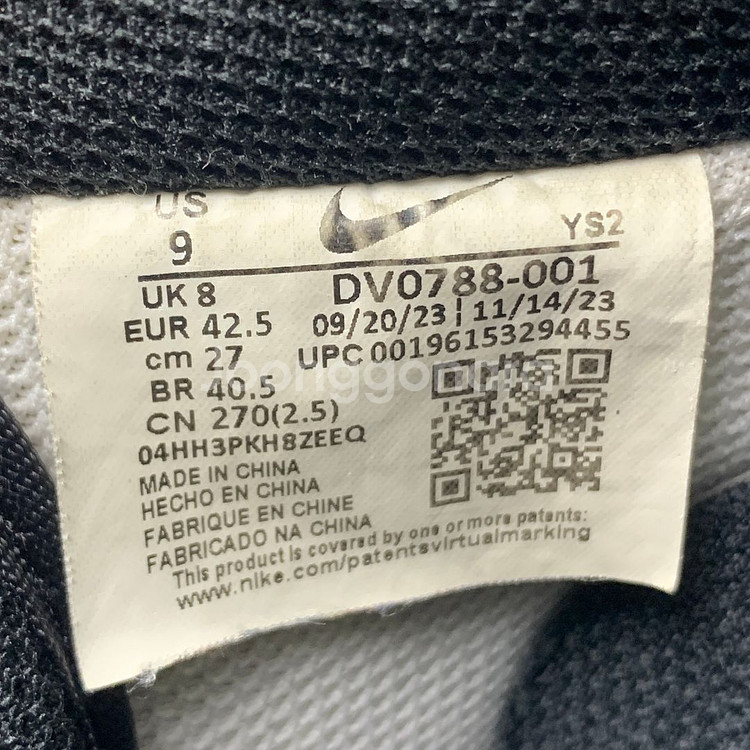 US
9
YS2
UK 8
DV0788-001
EUR 42.5
09/20/23 | 11/14/23
cm 27
UPC 00196153294455
BR 40.5
CN 270(2.5)
04HH3PKH8ZEEQ
MADE IN CHINA
HECHO EN CHINA
FABRIQUE EN CHINE
FABRICADO NA CHINA
This product is covered by one or more patents:
www.nike.com/patentsvirtualmarking